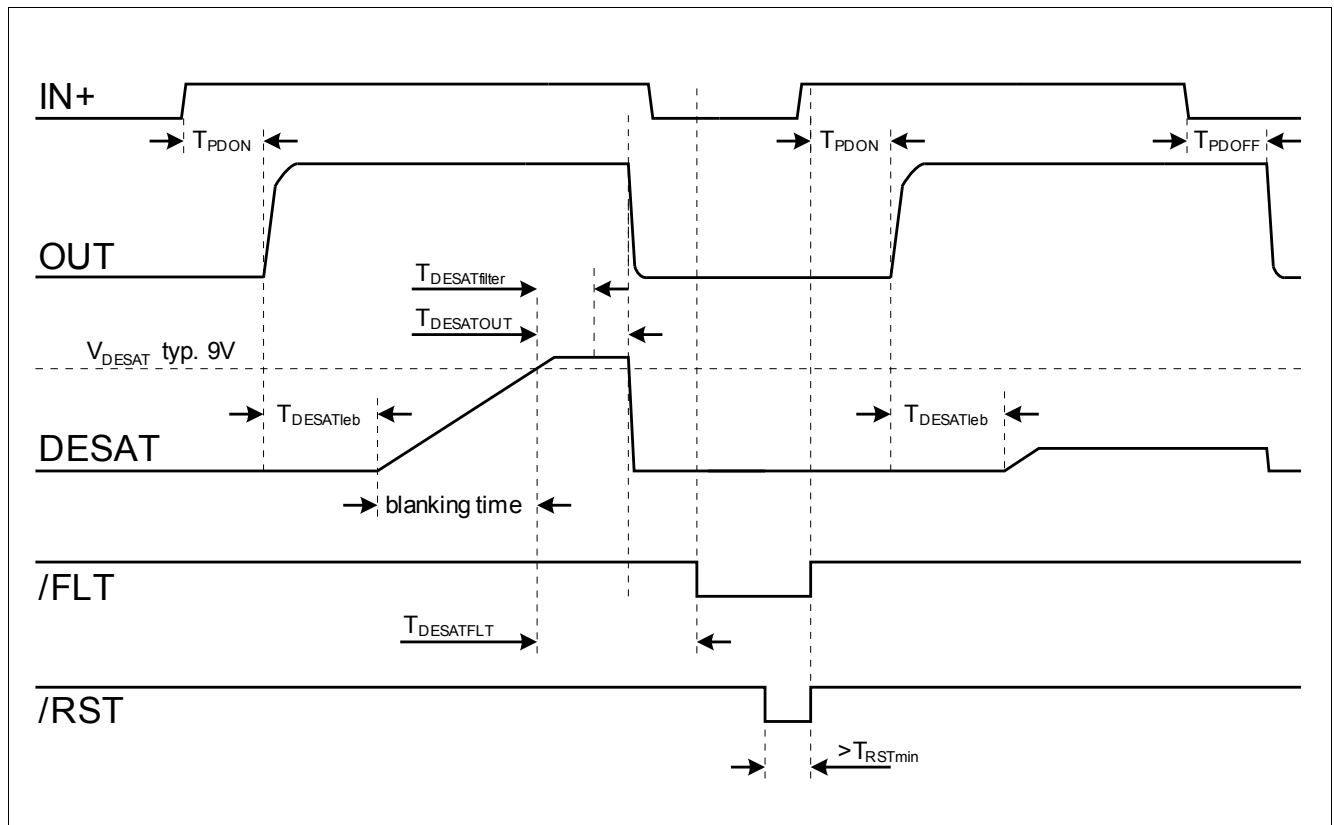 IN+
TPDON
TPDON
TPDOFF
OUT
TDESATfilter
TDESATOUT
VDESAT typ. 9V
TDESATleb
TDESATleb
DESAT
blanking time
/FLT
TDESATFLT
/RST
>TRSTmin